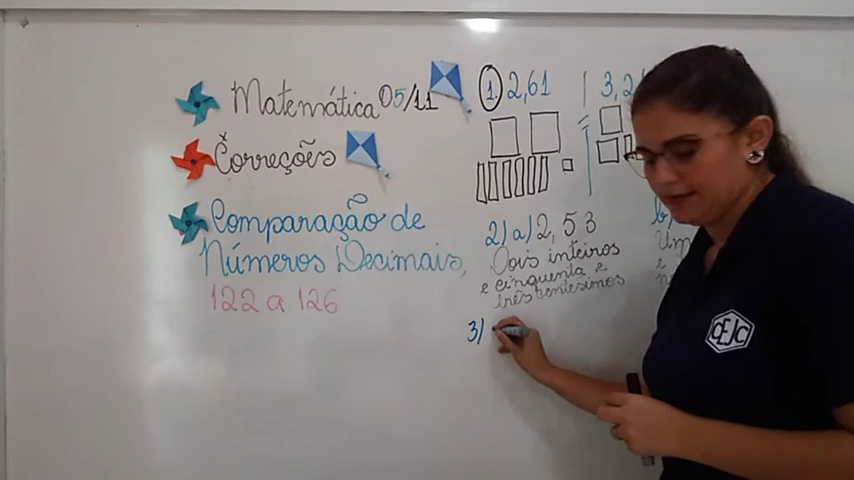 Matemática 05/11
Correções
Comparação de
Números Decimais,
122 a 126
1. 2,61
3,2
2) a) 2,53
Dois inteiros
e cinquenta e
três centésimos
b)
Um
e
3)
CEJC